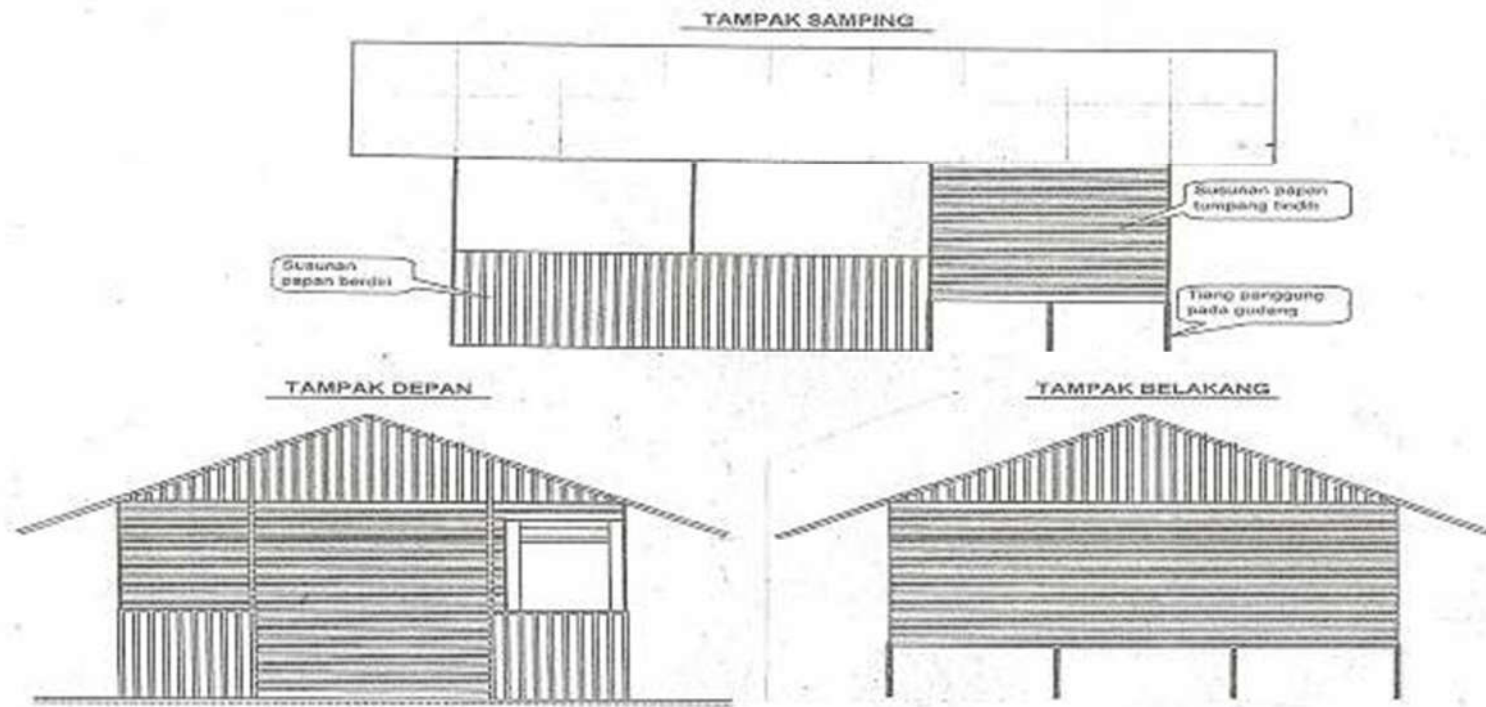 TAMPAK SAMPING
Susunan papan
tumpang tindih
Susunan
papan berdiri
Tiang panggung
pada gudang
TAMPAK DEPAN
TAMPAK BELAKANG